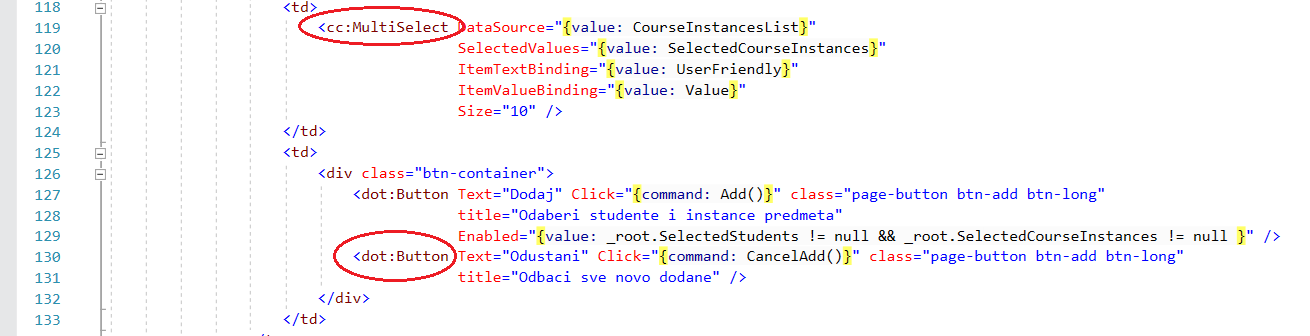 118 <td>
119 <cc:MultiSelect DataSource="{value: CourseInstancesList}"
120 SelectedValues="{value: SelectedCourseInstances}"
121 ItemTextBinding="{value: UserFriendly}"
122 ItemValueBinding="{value: Value}"
123 Size="10" />
124 </td>
125 <td>
126 <div class="btn-container">
127 <dot:Button Text="Dodaj" Click="{command: Add()}" class="page-button btn-add btn-long"
128 title="Odaberi studente i instance predmeta"
129 Enabled="{value: _root.SelectedStudents != null && _root.SelectedCourseInstances != null }" />
130 <dot:Button Text="Odustani" Click="{command: CancelAdd()}" class="page-button btn-add btn-long"
131 title="Odbaci sve novo dodane" />
132 </div>
133 </td>